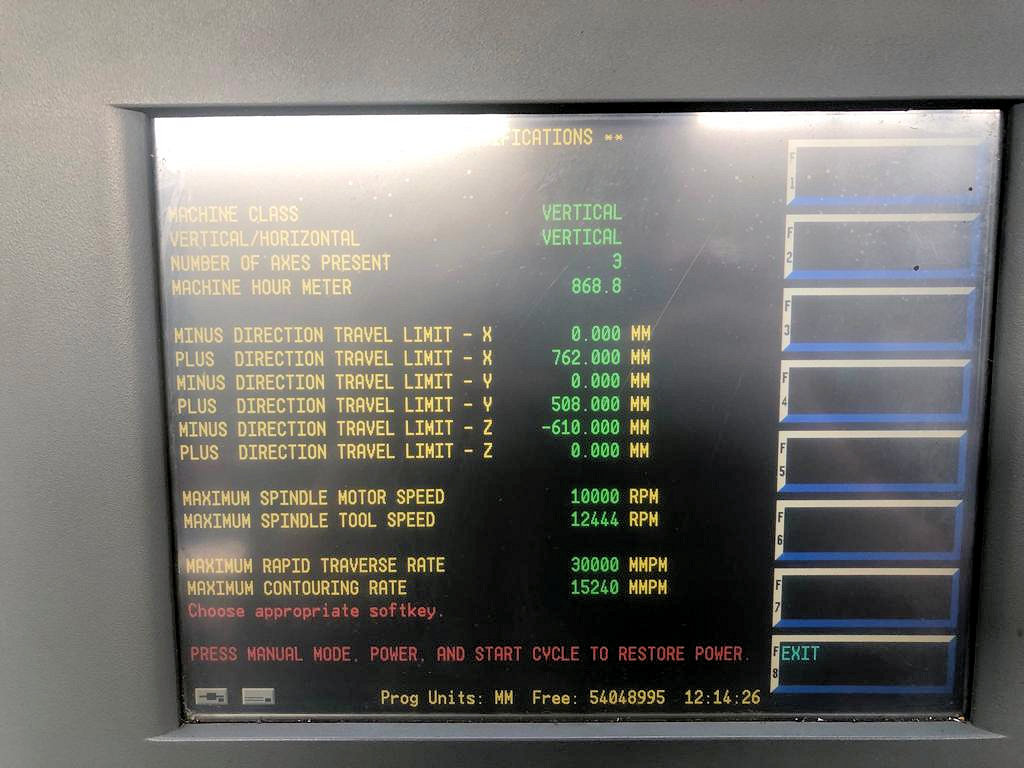 IFICATIONS **
MACHINE CLASS VERTICAL
VERTICAL/HORIZONTAL VERTICAL
NUMBER OF AXES PRESENT 3
MACHINE HOUR METER 868.8
MINUS DIRECTION TRAVEL LIMIT - X 0.000 MM
PLUS DIRECTION TRAVEL LIMIT - X 762.000 MM
MINUS DIRECTION TRAVEL LIMIT - Y 0.000 MM
PLUS DIRECTION TRAVEL LIMIT - Y 508.000 MM
MINUS DIRECTION TRAVEL LIMIT - Z -610.000 MM
PLUS DIRECTION TRAVEL LIMIT - Z 0.000 MM
MAXIMUM SPINDLE MOTOR SPEED 10000 RPM
MAXIMUM SPINDLE TOOL SPEED 12444 RPM
MAXIMUM RAPID TRAVERSE RATE 30000 MMPM
MAXIMUM CONTOURING RATE 15240 MMPM
Choose appropriate softkey.
PRESS MANUAL MODE, POWER, AND START CYCLE TO RESTORE POWER.
Prog Units: MM Free: 54048995 12:14:26
F1
F2
F3
F4
F5
F6
F7
F8 EXIT